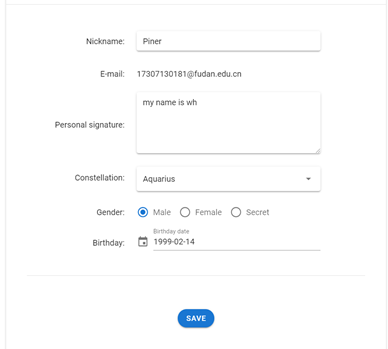 Nickname: Piner
E-mail: 17307130181@fudan.edu.cn
my name is wh
Personal signature:
Constellation: Aquarius
Gender: Male Female Secret
Birthday date
Birthday: 1999-02-14
SAVE